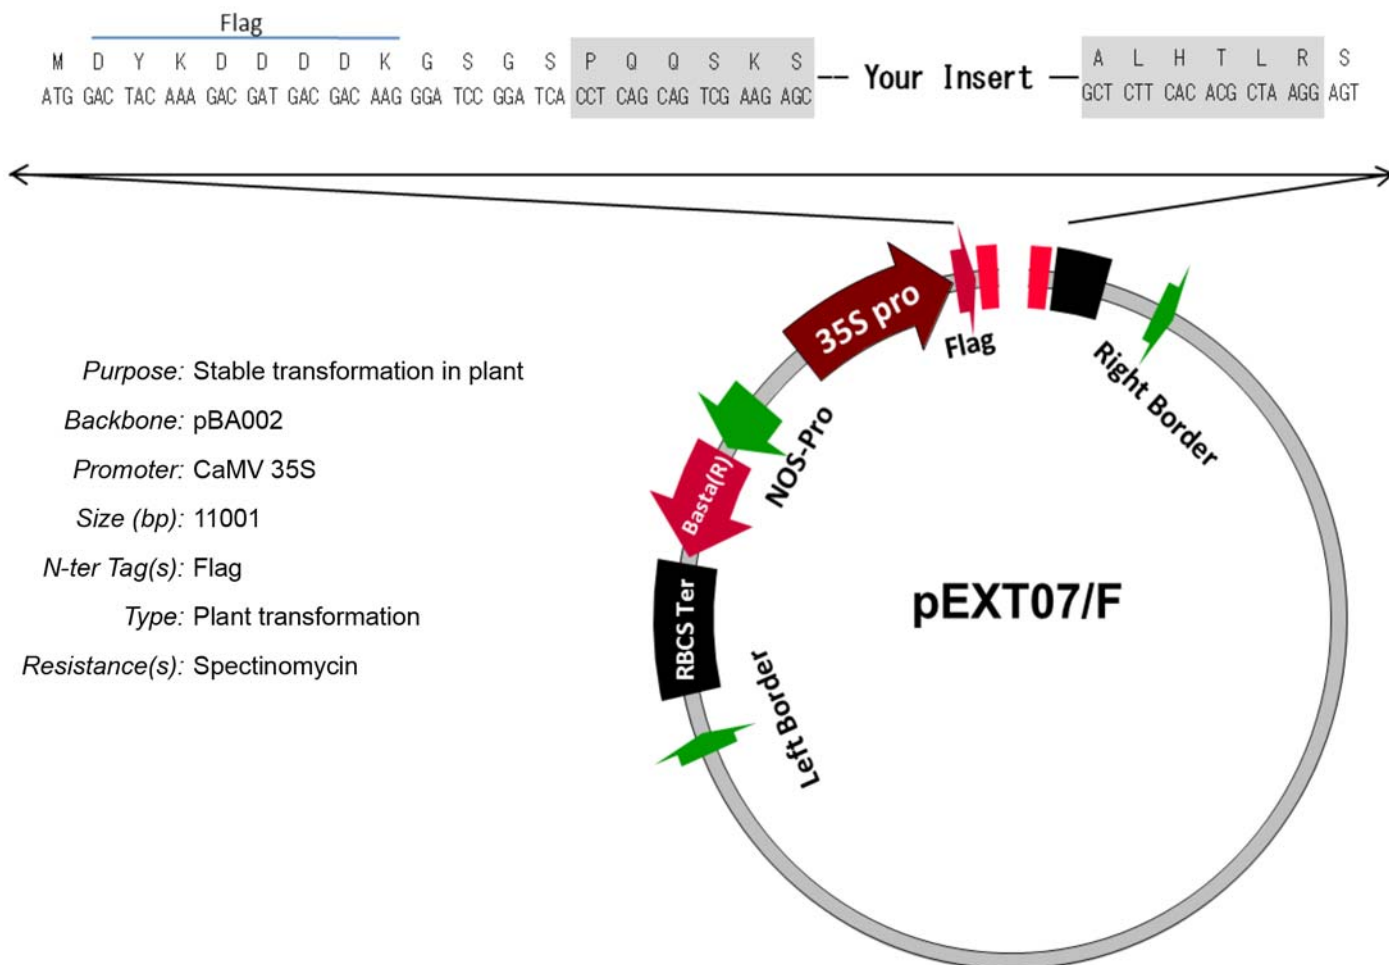 Flag
M D Y K D D D D K G S G S P Q Q S K S A L H T L R S
ATG GAC TAC AAA GAC GAT GAC GAC AAG GGA TCC GGA TCA CCT CAG CAG TCG AAG AGC -- Your Insert — GCT CTT CAC ACG CTA AGG AGT
35S pro
Flag
Right Border
Purpose: Stable transformation in plant
Backbone: pBA002
Promoter: CaMV 35S
Size (bp): 11001
N-ter Tag(s): Flag
Type: Plant transformation
Resistance(s): Spectinomycin
NOS-Pro
Basta(R)
RBCS Ter
Left Border
pEXT07/F